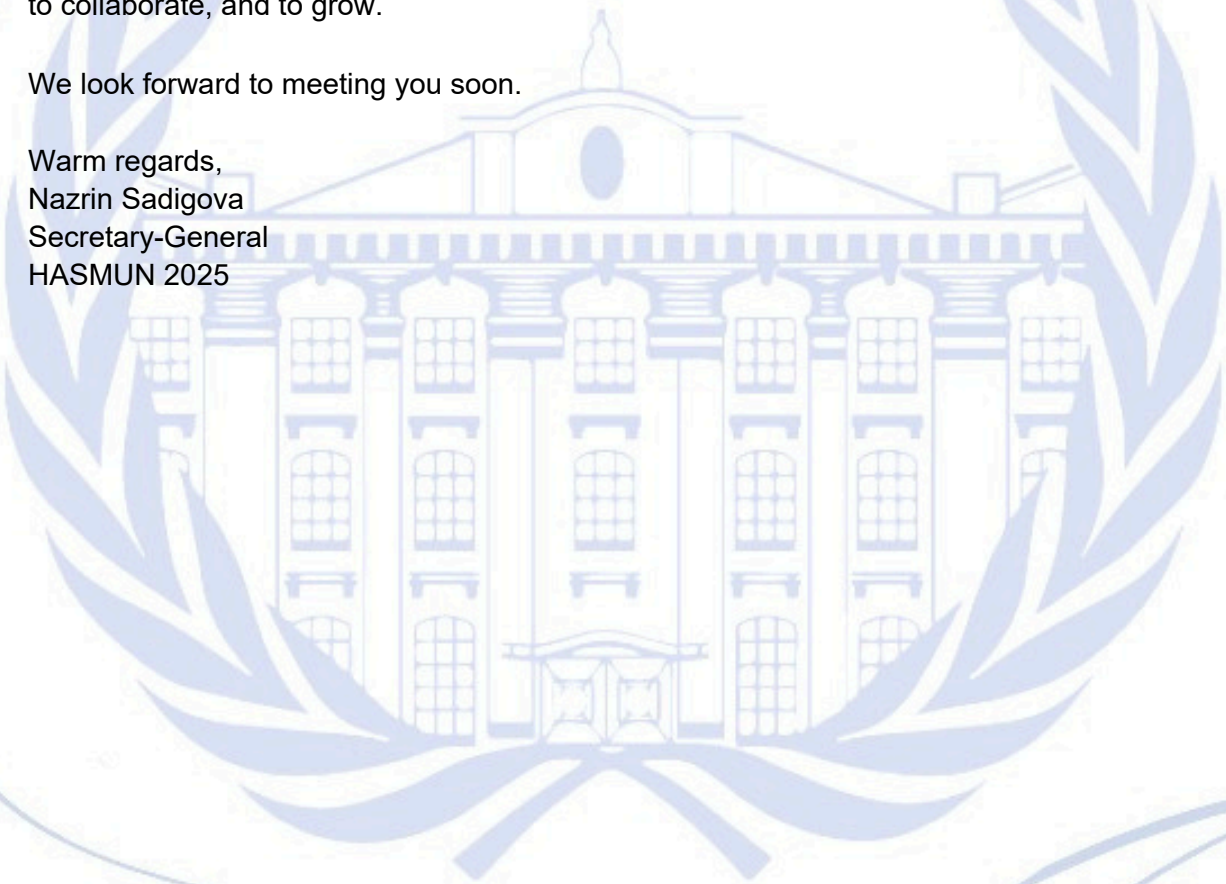 to collaborate, and to grow.
We look forward to meeting you soon.
Warm regards,
Nazrin Sadigova
Secretary-General
HASMUN 2025